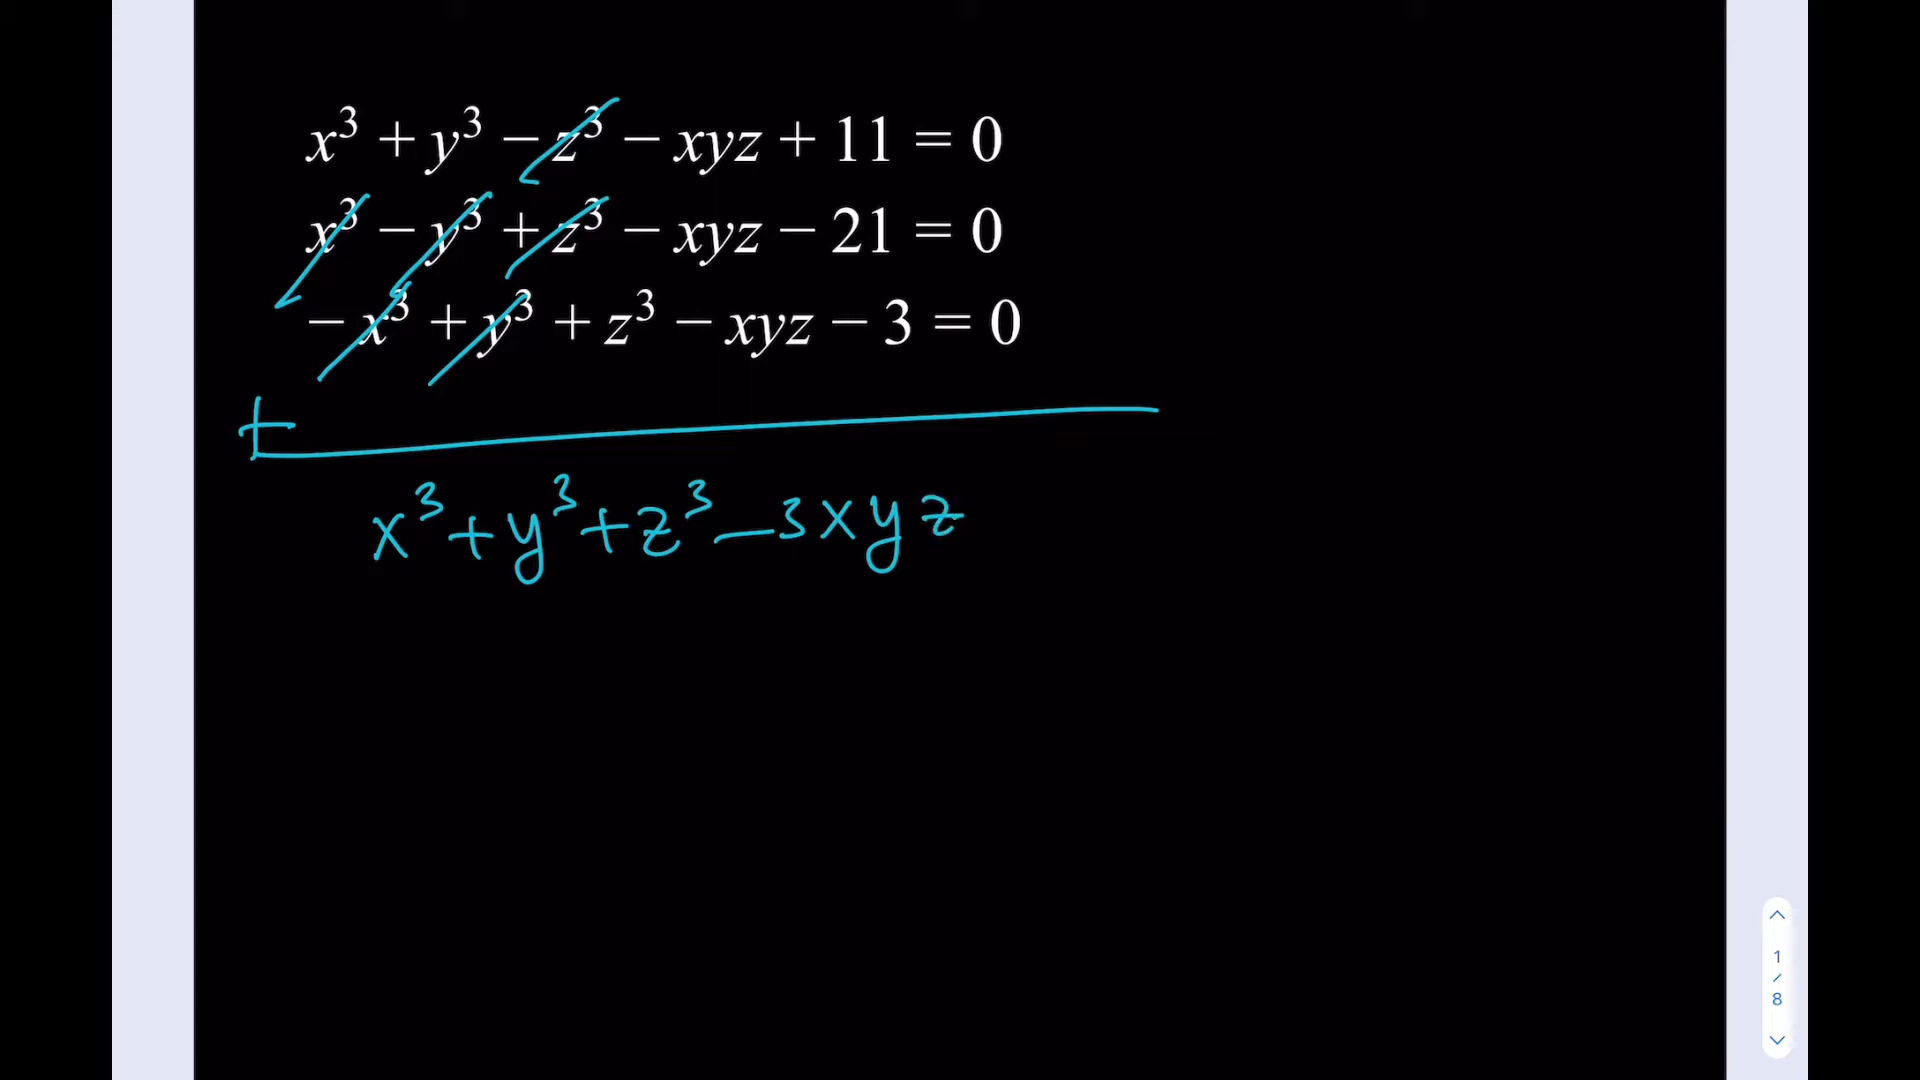 x³ + y³ − z³ − xyz + 11 = 0
x³ − y³ + z³ − xyz − 21 = 0
− x³ + y³ + z³ − xyz − 3 = 0
+
x³ + y³ + z³ − 3xyz
1
/
8